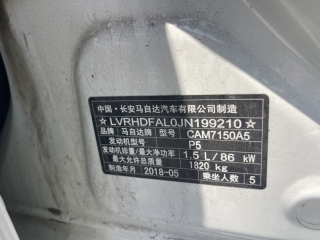 中国·长安马自达汽车有限公司制造
☆LVRHDFAL0JN199210☆
品牌 马自达 型号 CAM7150A5
发动机型号 P5
发动机排量/最大净功率 1.5 L/86 kW
最大允许总质量 1820 kg
制造年月 2018-05 乘坐人数 5